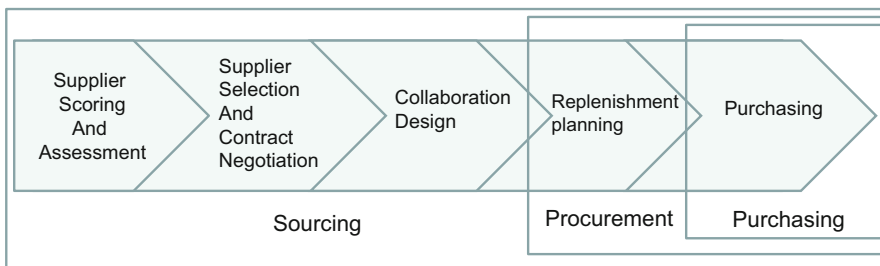 Supplier
Scoring
And
Assessment
Supplier
Selection
And
Contract
Negotiation
Collaboration
Design
Replenishment
planning
Purchasing
Sourcing
Procurement
Purchasing